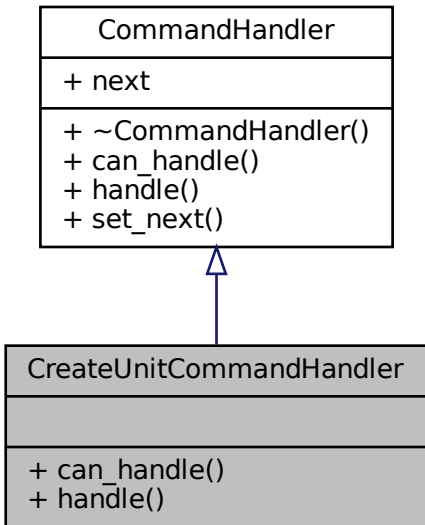 CommandHandler
+ next
+ ~CommandHandler()
+ can_handle()
+ handle()
+ set_next()
CreateUnitCommandHandler
+ can_handle()
+ handle()